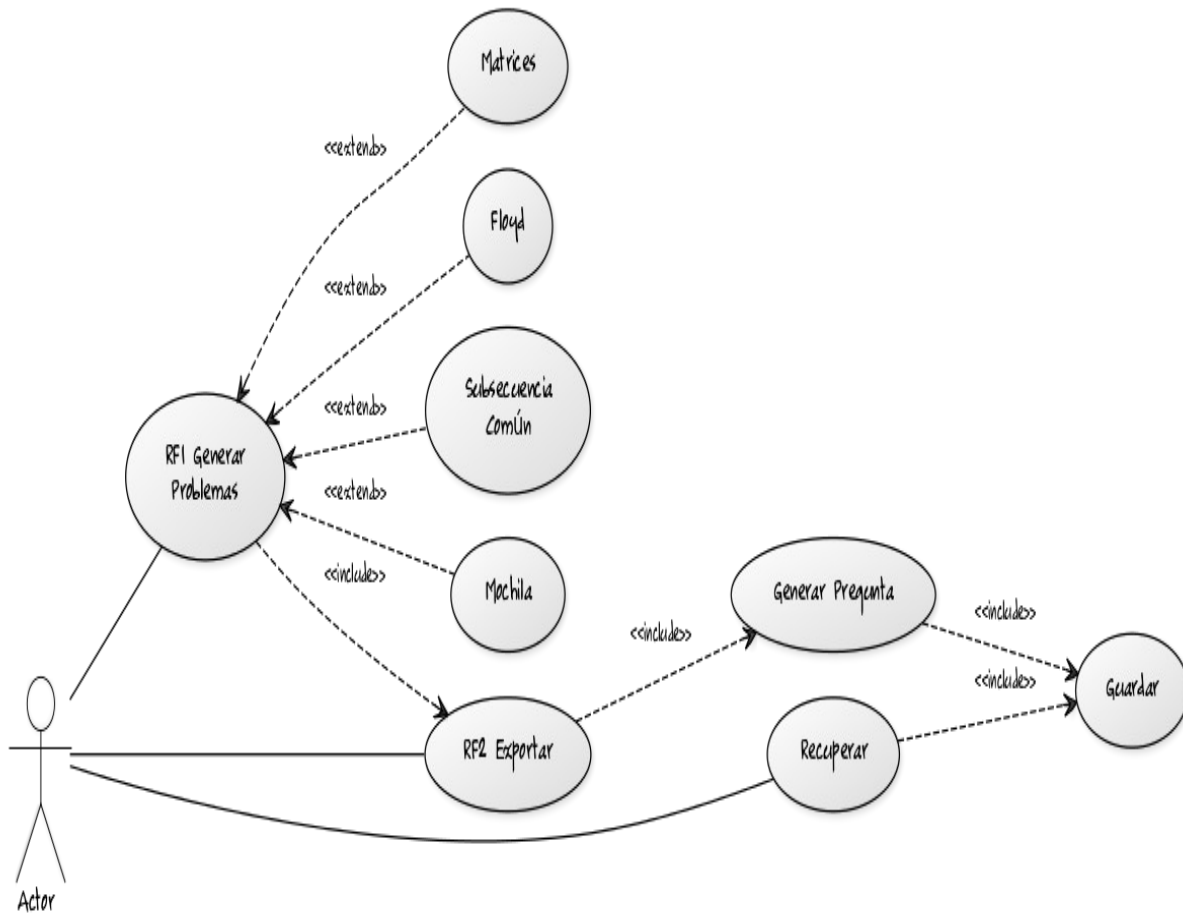 Matrices
<<extend>>
Floyd
<<extend>>
Subsecuencia
Común
<<extend>>
RF1 Generar
Problemas
<<extend>>
Mochila
<<include>>
Generar Pregunta
<<include>>
<<include>>
<<include>>
Guardar
RF2 Exportar
Recuperar
Actor